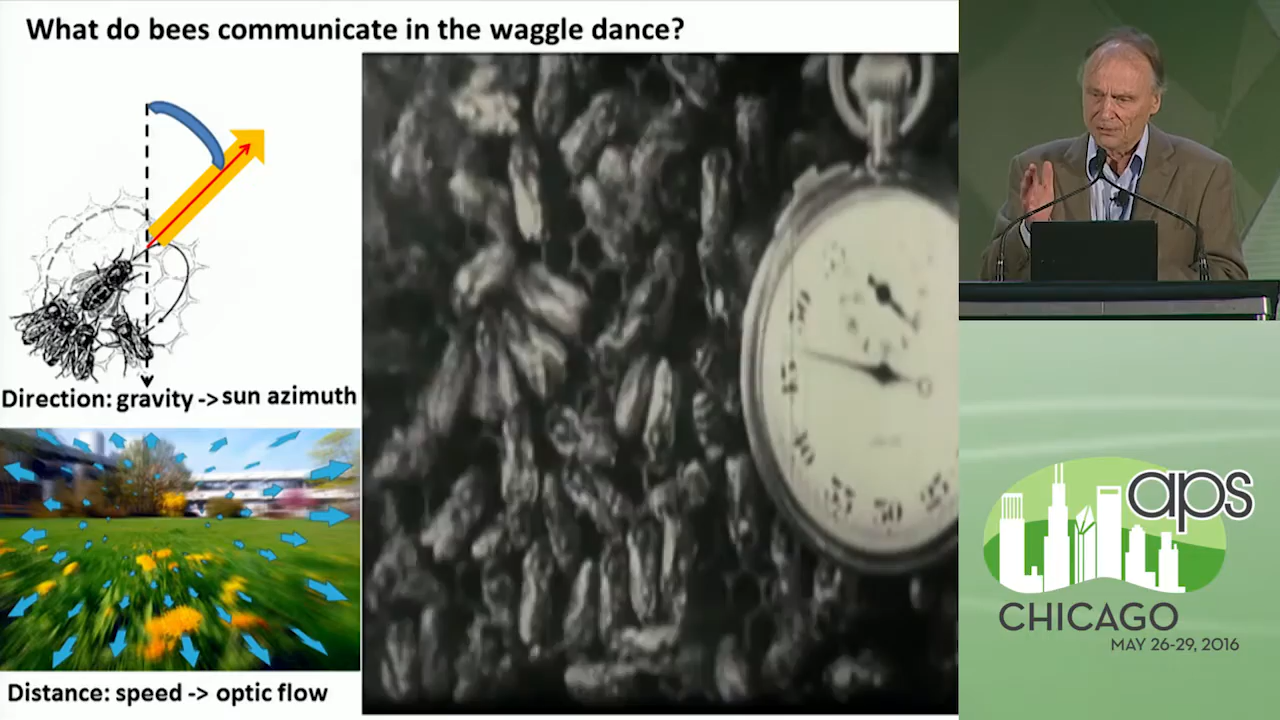 What do bees communicate in the waggle dance?
Direction: gravity -> sun azimuth
Distance: speed -> optic flow
aps
CHICAGO
MAY 26-29, 2016